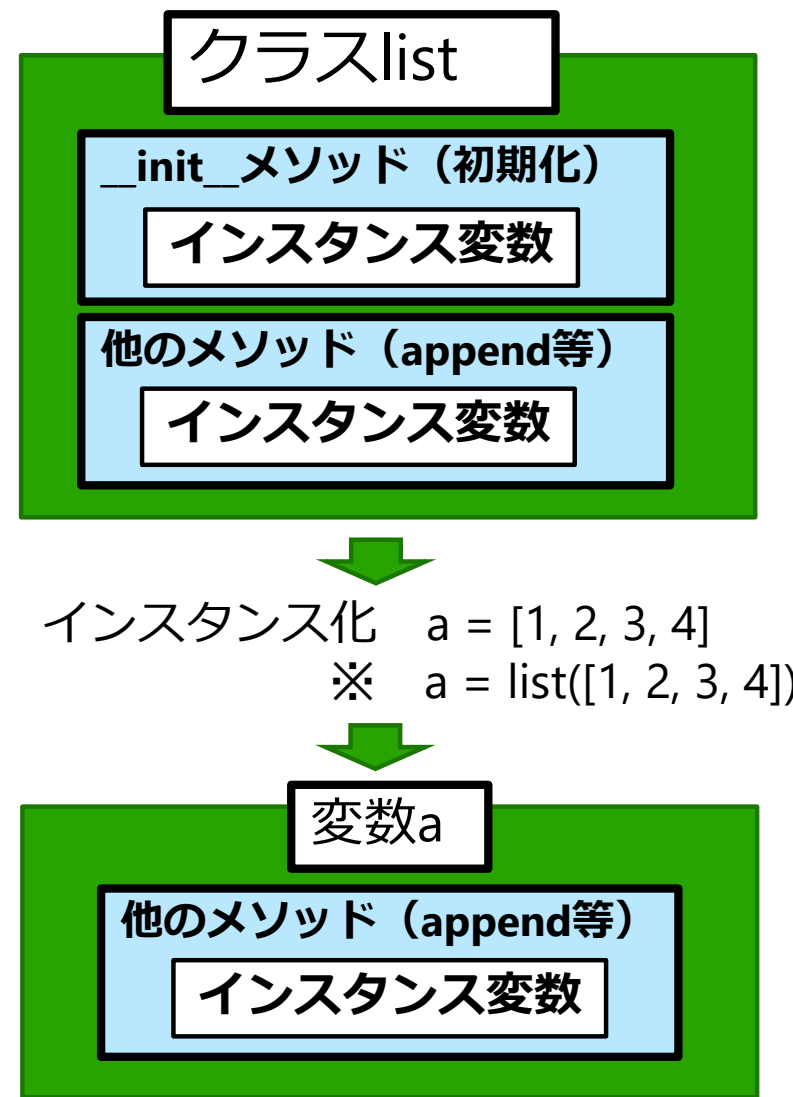 クラスlist
__init__メソッド（初期化）
インスタンス変数
他のメソッド（append等）
インスタンス変数
インスタンス化　a = [1, 2, 3, 4]
※　a = list([1, 2, 3, 4])
変数a
他のメソッド（append等）
インスタンス変数